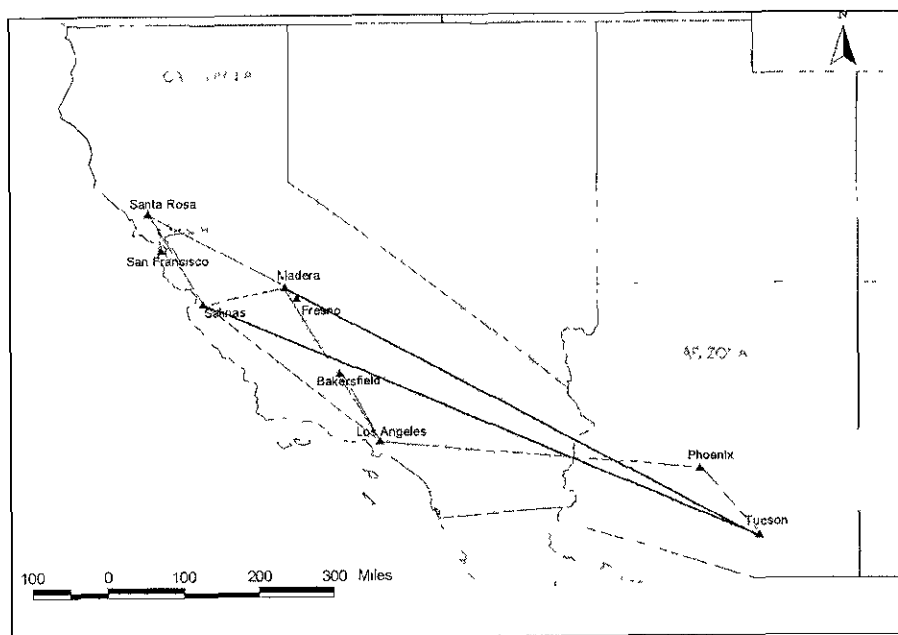 N
Santa Rosa
San Francisco
Madera
Fresno
Salinas
Bakersfield
Los Angeles
Phoenix
Tucson
100 0 100 200 300 Miles